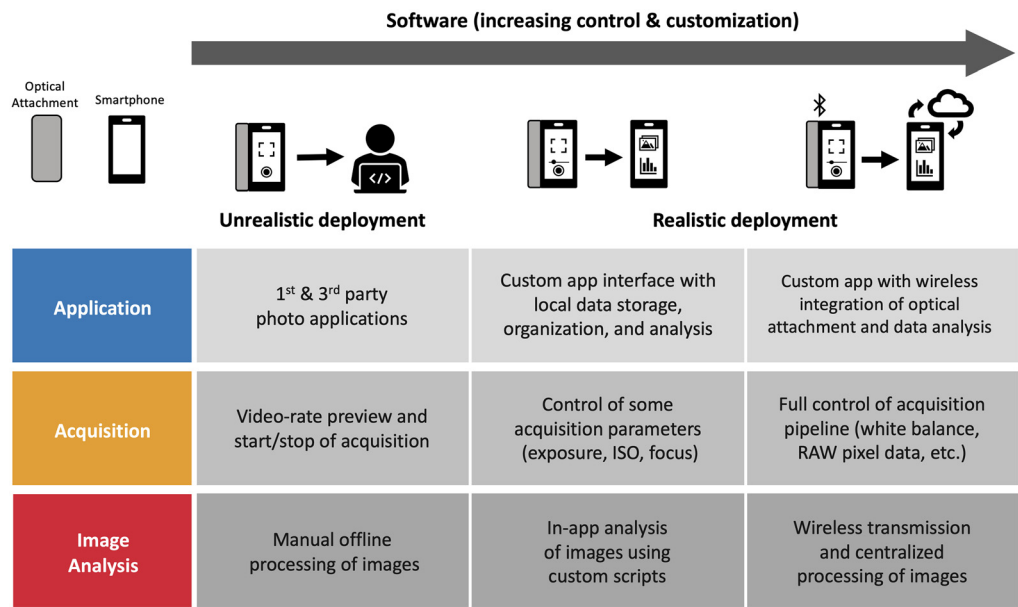 Software (increasing control & customization)
Optical
Attachment
Smartphone
</>
Unrealistic deployment
Realistic deployment
Application
1st & 3rd party
photo applications
Custom app interface with
local data storage,
organization, and analysis
Custom app with wireless
integration of optical
attachment and data analysis
Acquisition
Video-rate preview and
start/stop of acquisition
Control of some
acquisition parameters
(exposure, ISO, focus)
Full control of acquisition
pipeline (white balance,
RAW pixel data, etc.)
Image
Analysis
Manual offline
processing of images
In-app analysis
of images using
custom scripts
Wireless transmission
and centralized
processing of images